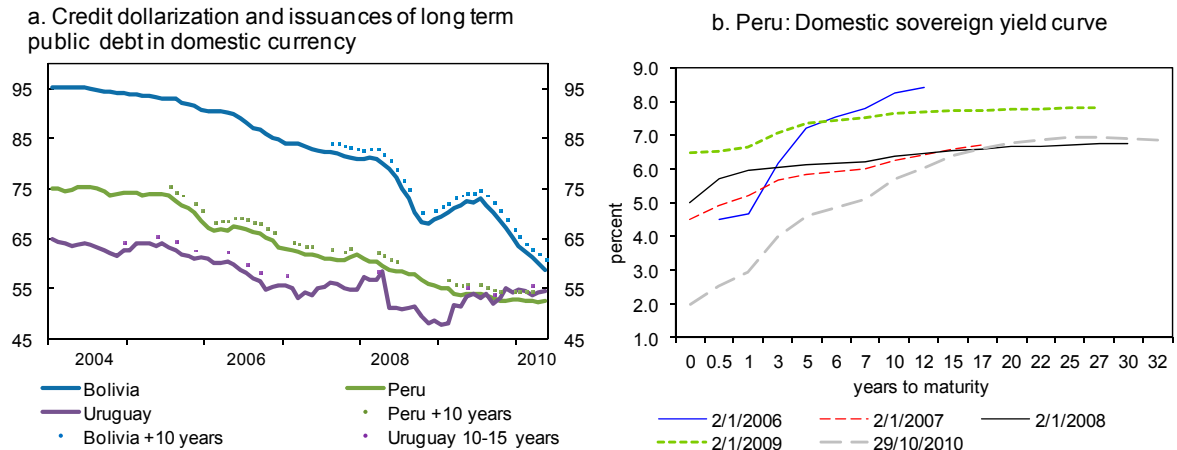 a. Credit dollarization and issuances of long term
public debt in domestic currency
95
85
75
65
55
45
95
85
75
65
55
45
2004 2006 2008 2010
Bolivia Peru
Uruguay Peru +10 years
Bolivia +10 years Uruguay 10-15 years
b. Peru: Domestic sovereign yield curve
percent
9.0
8.0
7.0
6.0
5.0
4.0
3.0
2.0
1.0
0 0.5 1 3 5 6 7 10 12 15 17 20 22 25 27 30 32
years to maturity
2/1/2006 2/1/2007 2/1/2008
2/1/2009 29/10/2010